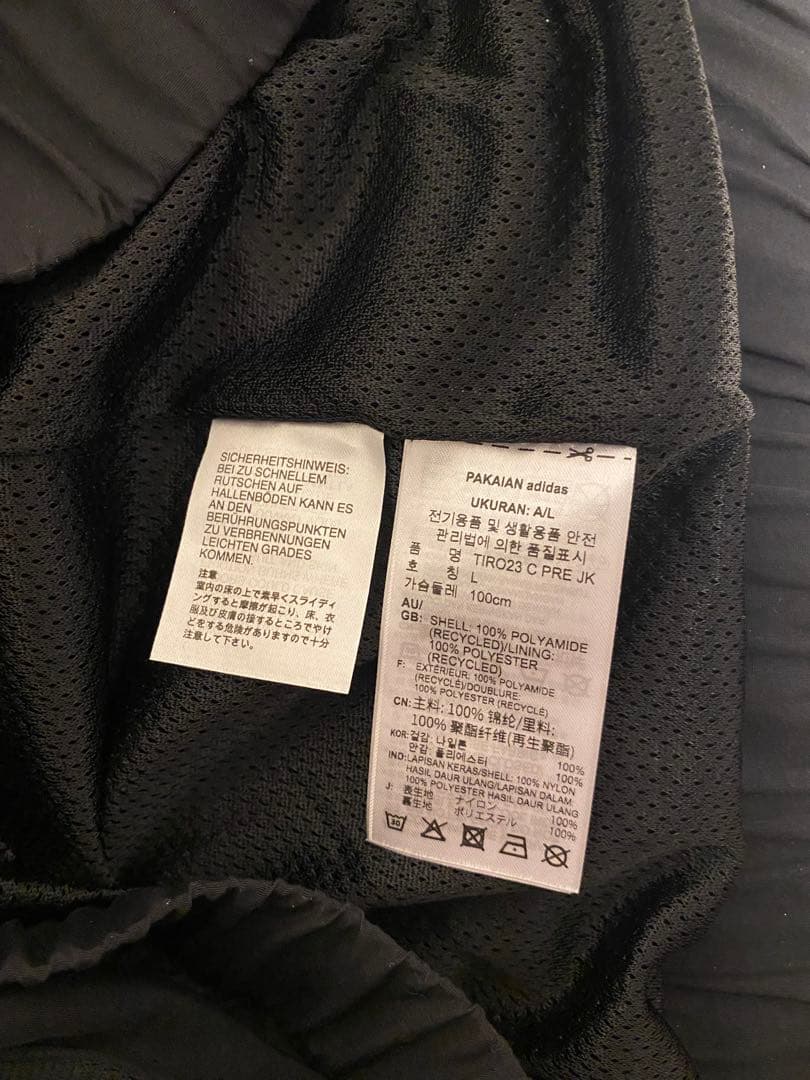 SICHERHEITSHINWEIS:
BEI ZU SCHNELLEM
RUTSCHEN AUF
HALLENBÖDEN KANN ES
AN DEN
BERÜHRUNGSPUNKTEN
ZU VERBRENNUNGEN
LEICHTEN GRADES
KOMMEN.
注意
室内の床の上で素早くスライディ
ングすると摩擦が起こり、床、衣
服及び皮膚の接するところでやけ
どをする危険がありますので十分
注意して下さい。
PAKAIAN adidas
UKURAN: A/L
전기용품 및 생활용품 안전
관리법에 의한 품질표시
품 명 TIRO23 C PRE JK
호 칭 L
가슴둘레 100cm
AU/
GB: SHELL: 100% POLYAMIDE
(RECYCLED)/LINING:
100% POLYESTER
(RECYCLED)
F: EXTÉRIEUR: 100% POLYAMIDE
(RECYCLÉ)/DOUBLURE:
100% POLYESTER (RECYCLÉ)
CN: 主料: 100% 锦纶/里料:
100% 聚酯纤维(再生聚酯)
KOR: 겉감: 나일론 100%
안감: 폴리에스터 100%
IND: LAPISAN KERAS/SHELL: 100% NYLON
HASIL DAUR ULANG/LAPISAN DALAM:
100% POLYESTER HASIL DAUR ULANG
J: 表生地 ナイロン 100%
裏生地 ポリエステル 100%
30